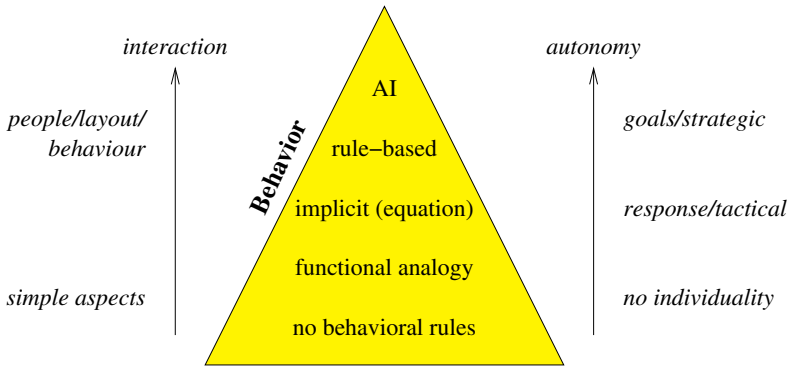 interaction
autonomy
AI
people/layout/
behaviour
goals/strategic
Behavior
rule−based
implicit (equation)
response/tactical
functional analogy
simple aspects
no individuality
no behavioral rules